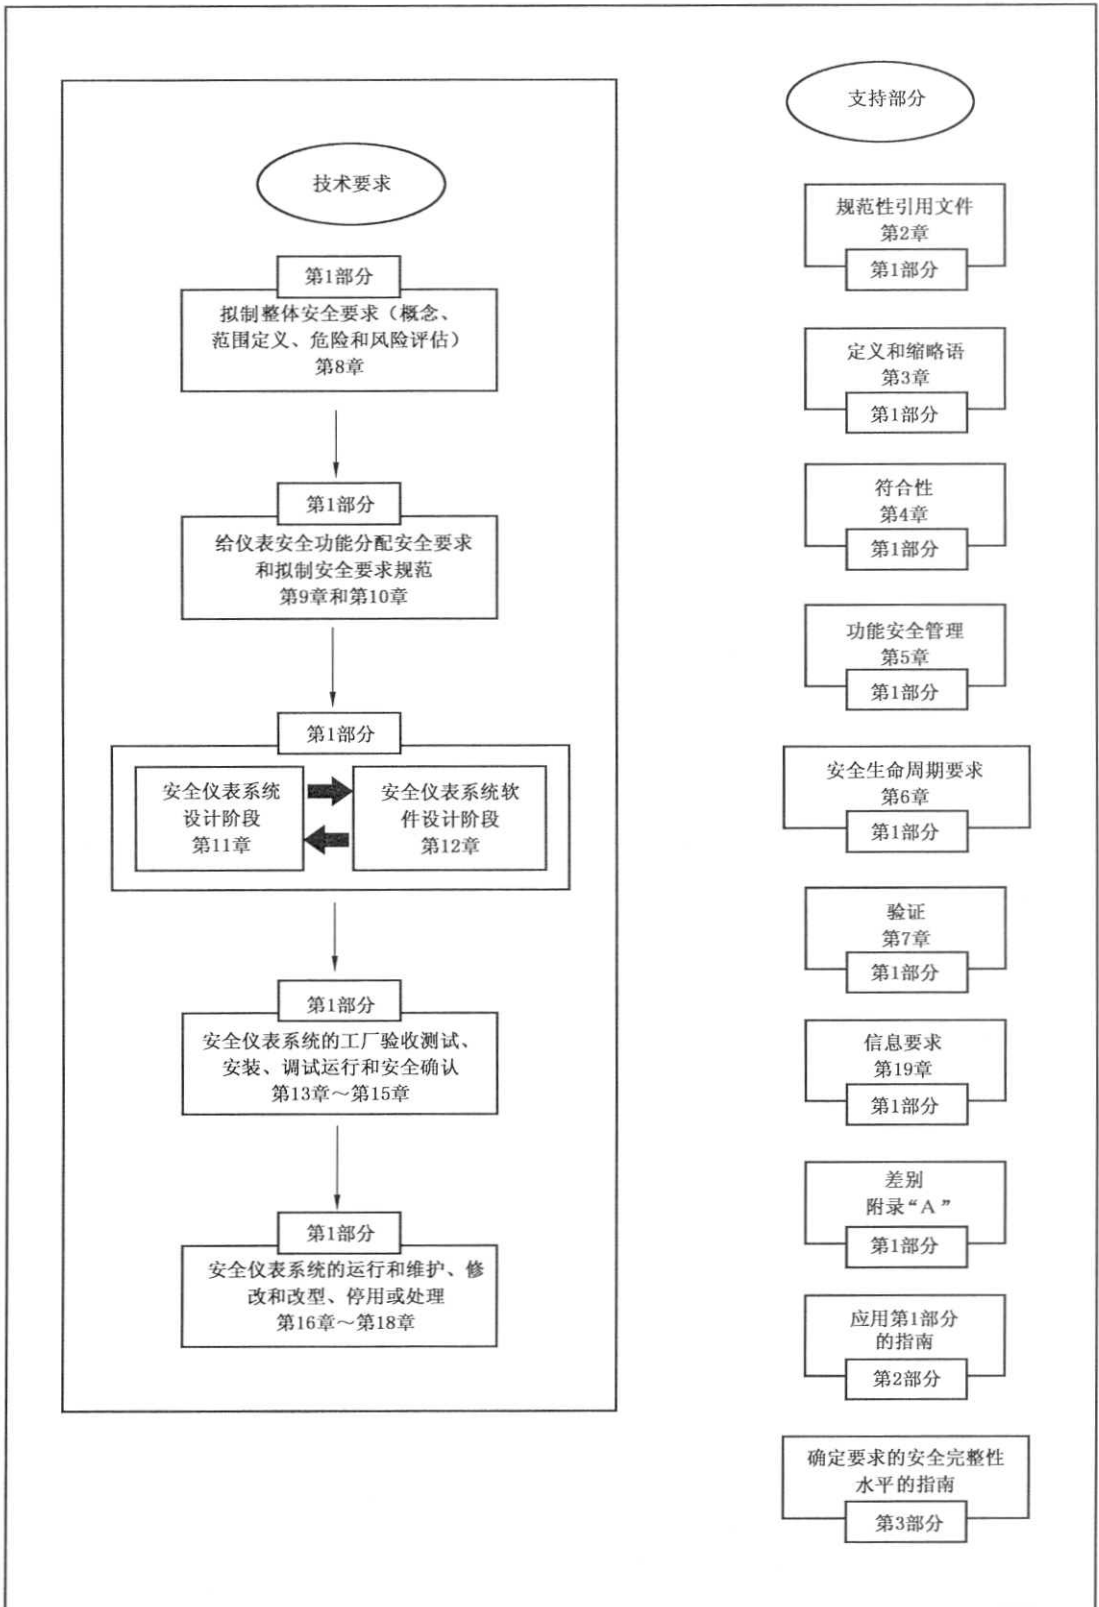 技术要求
第1部分
拟制整体安全要求（概念、
范围定义、危险和风险评估）
第8章
第1部分
给仪表安全功能分配安全要求
和拟制安全要求规范
第9章和第10章
第1部分
安全仪表系统
设计阶段
第11章
安全仪表系统软
件设计阶段
第12章
第1部分
安全仪表系统的工厂验收测试、
安装、调试运行和安全确认
第13章～第15章
第1部分
安全仪表系统的运行和维护、修
改和改型、停用或处理
第16章～第18章
支持部分
规范性引用文件
第2章
第1部分
定义和缩略语
第3章
第1部分
符合性
第4章
第1部分
功能安全管理
第5章
第1部分
安全生命周期要求
第6章
第1部分
验证
第7章
第1部分
信息要求
第19章
第1部分
差别
附录“A”
第1部分
应用第1部分
的指南
第2部分
确定要求的安全完整性
水平的指南
第3部分